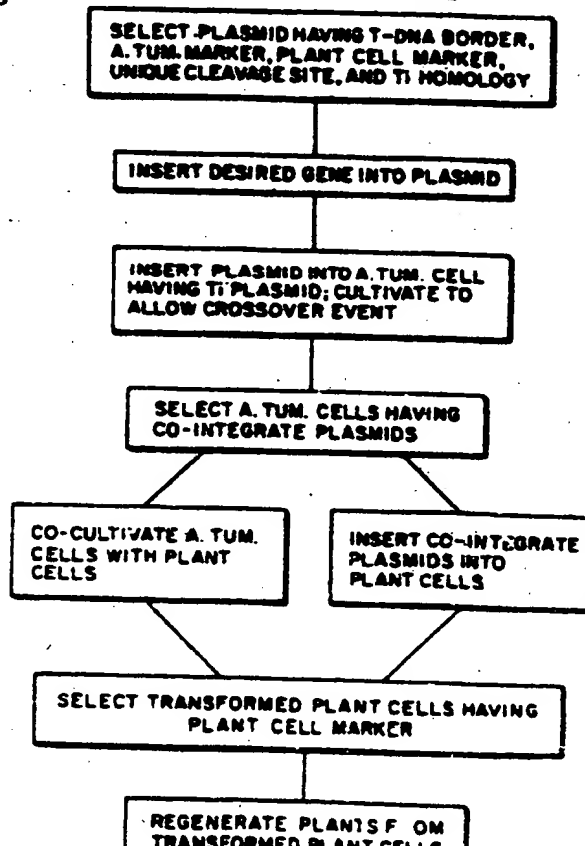 SELECT PLASMID HAVING T-DNA BORDER,
A. TUM. MARKER, PLANT CELL MARKER,
UNIQUE CLEAVAGE SITE, AND Ti HOMOLOGY
INSERT DESIRED GENE INTO PLASMID
INSERT PLASMID INTO A. TUM. CELL
HAVING Ti PLASMID; CULTIVATE TO
ALLOW CROSSOVER EVENT
SELECT A. TUM. CELLS HAVING
CO-INTEGRATE PLASMIDS
CO-CULTIVATE A. TUM.
CELLS WITH PLANT
CELLS
INSERT CO-INTEGRATE
PLASMIDS INTO
PLANT CELLS
SELECT TRANSFORMED PLANT CELLS HAVING
PLANT CELL MARKER
REGENERATE PLANTS F OM
TRANSFORMED PLANT CELLS